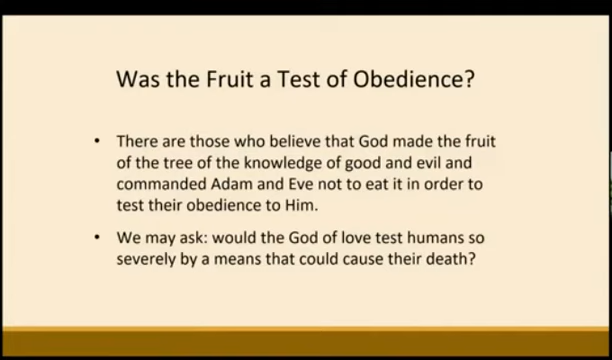 Was the Fruit a Test of Obedience?
• There are those who believe that God made the fruit
of the tree of the knowledge of good and evil and
commanded Adam and Eve not to eat it in order to
test their obedience to Him.
• We may ask: would the God of love test humans so
severely by a means that could cause their death?